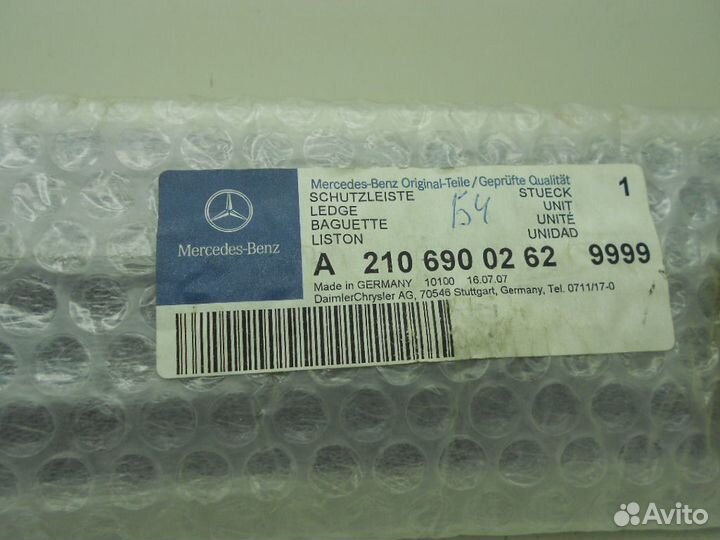 Mercedes-Benz Original-Teile/Geprüfte Qualität
SCHUTZLEISTE STUECK 1
LEDGE UNIT
BAGUETTE UNITÉ
LISTON UNIDAD
Б4
Mercedes-Benz
A 210 690 02 62 9999
Made in GERMANY 10100 16.07.07
DaimlerChrysler AG, 70546 Stuttgart, Germany, Tel. 0711/17-0
Avito